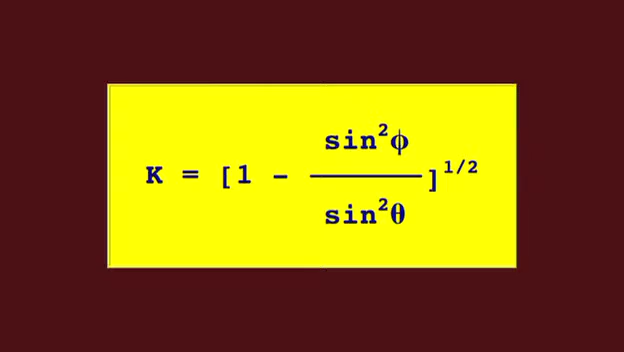 K = [1 - sin²ϕ / sin²θ ]^1/2